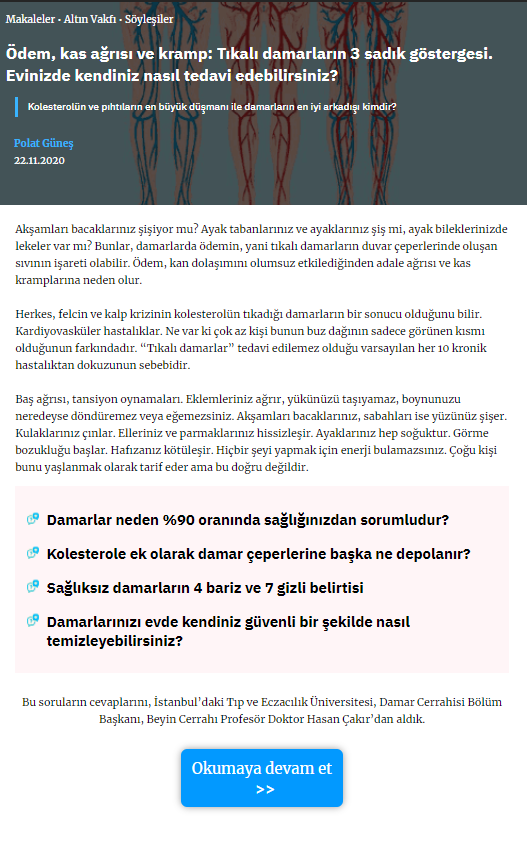 Makaleler • Altın Vakfı • Söyleşiler
Ödem, kas ağrısı ve kramp: Tıkalı damarların 3 sadık göstergesi.
Evinizde kendiniz nasıl tedavi edebilirsiniz?
Kolesterolün ve pıhtıların en büyük düşmanı ile damarların en iyi arkadışı kimdir?
Polat Güneş
22.11.2020
Akşamları bacaklarınız şişiyor mu? Ayak tabanlarınız ve ayaklarınız şiş mi, ayak bileklerinizde
lekeler var mı? Bunlar, damarlarda ödemin, yani tıkalı damarların duvar çeperlerinde oluşan
sıvının işareti olabilir. Ödem, kan dolaşımını olumsuz etkilediğinden adale ağrısı ve kas
kramplarına neden olur.
Herkes, felcin ve kalp krizinin kolesterolün tıkadığı damarların bir sonucu olduğunu bilir.
Kardiyovasküler hastalıklar. Ne var ki çok az kişi bunun buz dağının sadece görünen kısmı
olduğunun farkındadır. “Tıkalı damarlar” tedavi edilemez olduğu varsayılan her 10 kronik
hastalıktan dokuzunun sebebidir.
Baş ağrısı, tansiyon oynamaları. Eklemleriniz ağrır, yükünüzü taşıyamaz, boynunuzu
neredeyse döndüremez veya eğemezsiniz. Akşamları bacaklarınız, sabahları ise yüzünüz şişer.
Kulaklarınız çınlar. Elleriniz ve parmaklarınız hissizleşir. Ayaklarınız hep soğuktur. Görme
bozukluğu başlar. Hafızanız kötüleşir. Hiçbir şeyi yapmak için enerji bulamazsınız. Çoğu kişi
bunu yaşlanmak olarak tarif eder ama bu doğru değildir.
Damarlar neden %90 oranında sağlığınızdan sorumludur?
Kolesterole ek olarak damar çeperlerine başka ne depolanır?
Sağlıksız damarların 4 bariz ve 7 gizli belirtisi
Damarlarınızı evde kendiniz güvenli bir şekilde nasıl
temizleyebilirsiniz?
Bu soruların cevaplarını, İstanbul’daki Tıp ve Eczacılık Üniversitesi, Damar Cerrahisi Bölüm
Başkanı, Beyin Cerrahı Profesör Doktor Hasan Çakır’dan aldık.
Okumaya devam et
>>